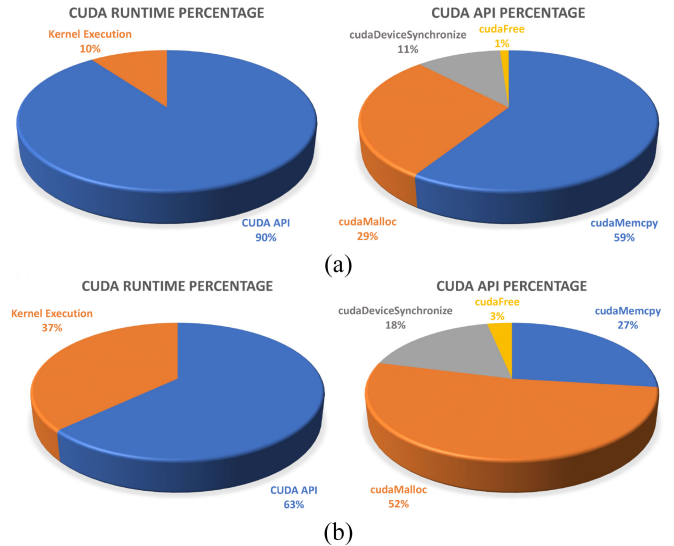 CUDA RUNTIME PERCENTAGE
Kernel Execution
10%
CUDA API
90%
CUDA API PERCENTAGE
cudaDeviceSynchronize
11%
cudaFree
1%
cudaMalloc
29%
cudaMemcpy
59%
(a)
CUDA RUNTIME PERCENTAGE
Kernel Execution
37%
CUDA API
63%
CUDA API PERCENTAGE
cudaDeviceSynchronize
18%
cudaFree
3%
cudaMemcpy
27%
cudaMalloc
52%
(b)